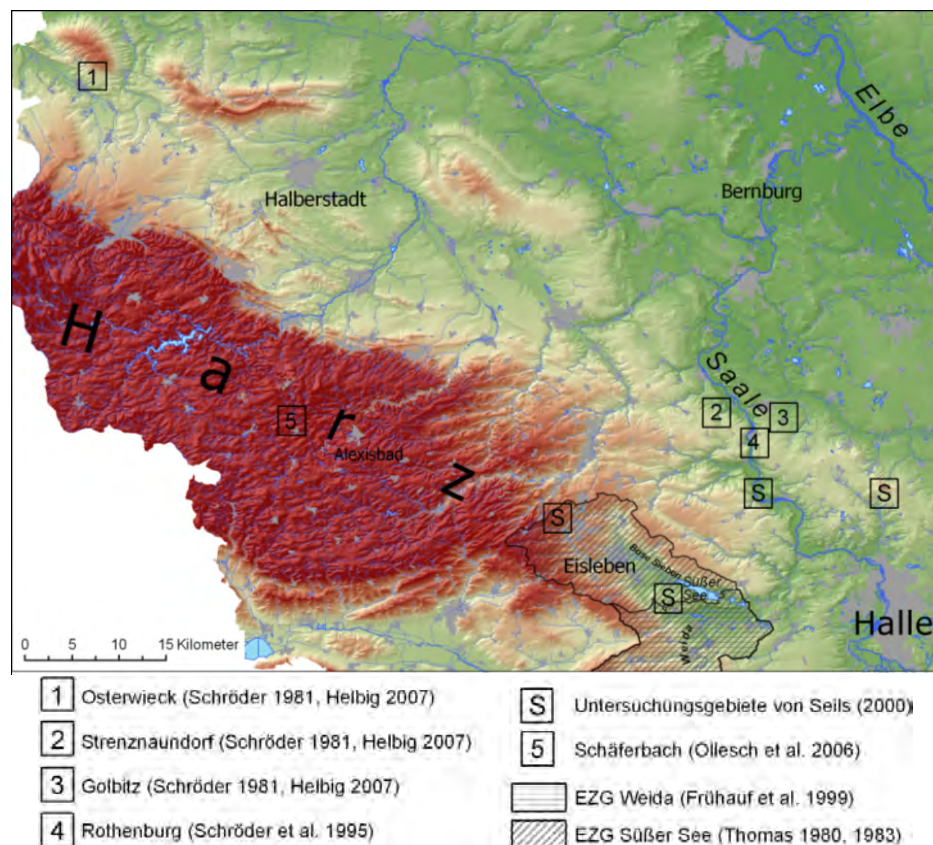 1
Elbe
Halberstadt
Bernburg
H
a
r
z
5
Alexisbad
Saale
2
3
4
S
S
S
Eisleben
Böse Sieben
Süßer
See
S
Weida
Halle
0 5 10 15 Kilometer
1 Osterwieck (Schröder 1981, Helbig 2007)
2 Strenznaundorf (Schröder 1981, Helbig 2007)
3 Golbitz (Schröder 1981, Helbig 2007)
4 Rothenburg (Schröder et al. 1995)
S Untersuchungsgebiete von Seils (2000)
5 Schäferbach (Ollesch et al. 2006)
EZG Weida (Frühauf et al. 1999)
EZG Süßer See (Thomas 1980, 1983)